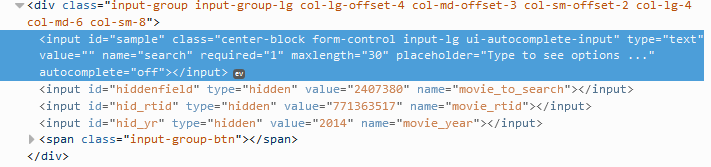 <div class="input-group input-group-lg col-lg-offset-4 col-md-offset-3 col-sm-offset-2 col-lg-4
col-md-6 col-sm-8">
<input id="sample" class="center-block form-control input-lg ui-autocomplete-input" type="text"
value="" name="search" required="1" maxlength="30" placeholder="Type to see options ..."
autocomplete="off"></input> ev
<input id="hiddenfield" type="hidden" value="2407380" name="movie_to_search"></input>
<input id="hid_rtid" type="hidden" value="771363517" name="movie_rtid"></input>
<input id="hid_yr" type="hidden" value="2014" name="movie_year"></input>
<span class="input-group-btn"></span>
</div>